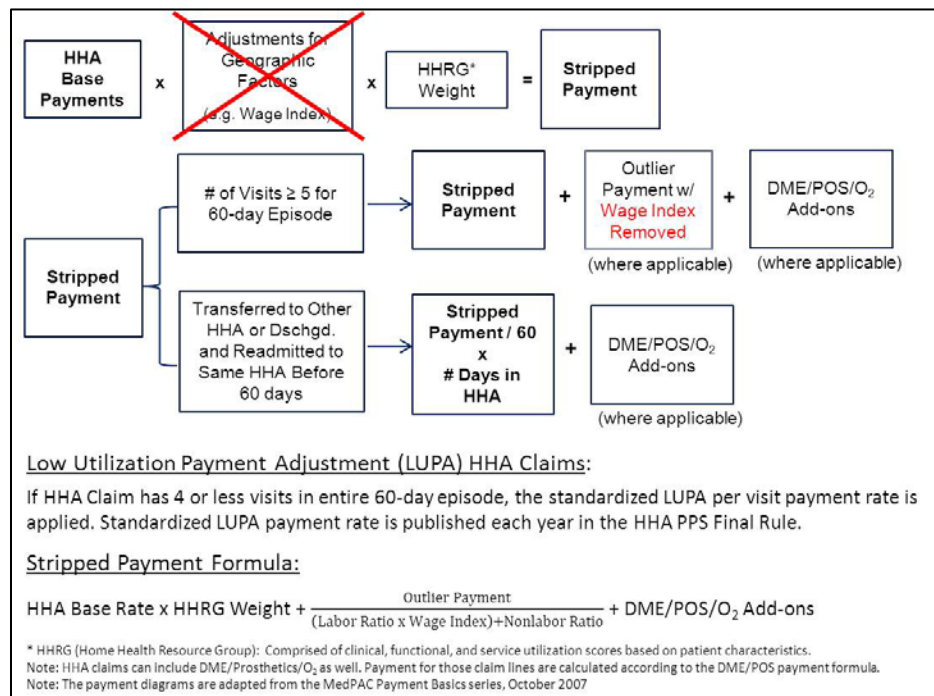 HHA
Base
Payments
x
Adjustments for
Geographic
Factors
(e.g. Wage Index)
x
HHRG*
Weight
=
Stripped
Payment
Stripped
Payment
# of Visits ≥ 5 for
60-day Episode
Stripped
Payment
+
Outlier
Payment w/
Wage Index
Removed
(where applicable)
+
DME/POS/O₂
Add-ons
(where applicable)
Transferred to Other
HHA or Dschgd.
and Readmitted to
Same HHA Before
60 days
Stripped
Payment / 60
x
# Days in
HHA
+
DME/POS/O₂
Add-ons
(where applicable)
Low Utilization Payment Adjustment (LUPA) HHA Claims:
If HHA Claim has 4 or less visits in entire 60-day episode, the standardized LUPA per visit payment rate is
applied. Standardized LUPA payment rate is published each year in the HHA PPS Final Rule.
Stripped Payment Formula:
HHA Base Rate x HHRG Weight + Outlier Payment / (Labor Ratio x Wage Index)+Nonlabor Ratio + DME/POS/O₂ Add-ons
* HHRG (Home Health Resource Group): Comprised of clinical, functional, and service utilization scores based on patient characteristics.
Note: HHA claims can include DME/Prosthetics/O₂ as well. Payment for those claim lines are calculated according to the DME/POS payment formula.
Note: The payment diagrams are adapted from the MedPAC Payment Basics series, October 2007